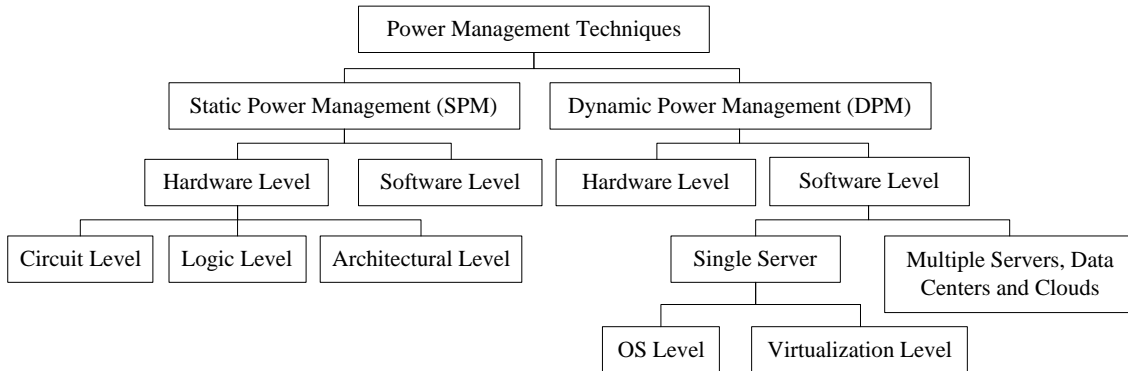 Power Management Techniques
Static Power Management (SPM)
Dynamic Power Management (DPM)
Hardware Level
Software Level
Hardware Level
Software Level
Circuit Level
Logic Level
Architectural Level
Single Server
Multiple Servers, Data
Centers and Clouds
OS Level
Virtualization Level